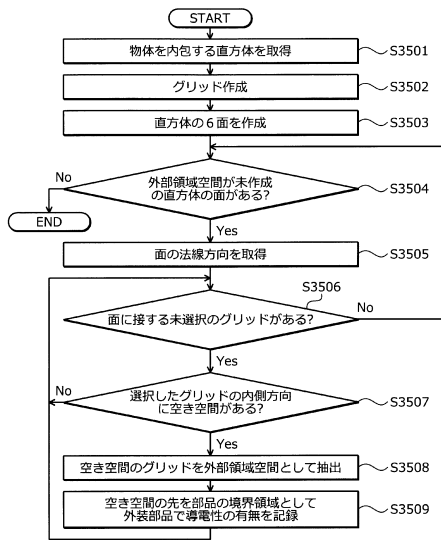 START
物体を内包する直方体を取得
S3501
グリッド作成
S3502
直方体の6面を作成
S3503
No
外部領域空間が未作成
の直方体の面がある?
S3504
END
Yes
面の法線方向を取得
S3505
S3506
面に接する未選択のグリッドがある?
No
Yes
No
選択したグリッドの内側方向
に空き空間がある?
S3507
Yes
空き空間のグリッドを外部領域空間として抽出
S3508
空き空間の先を部品の境界領域として
外装部品で導電性の有無を記録
S3509